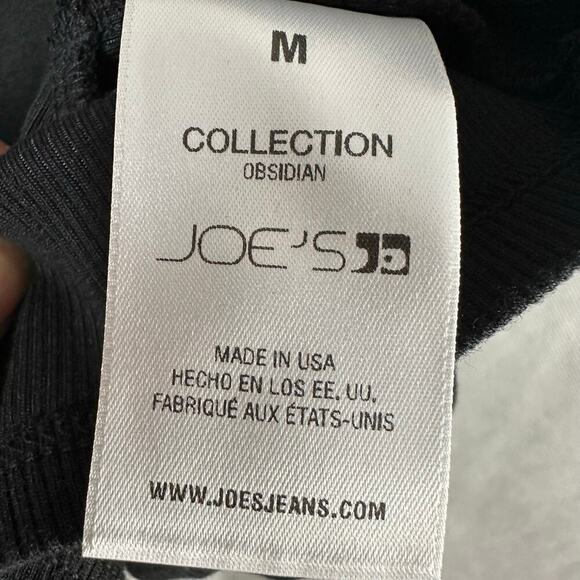 M
COLLECTION
OBSIDIAN
JOE'S
MADE IN USA
HECHO EN LOS EE. UU.
FABRIQUÉ AUX ÉTATS-UNIS
WWW.JOESJEANS.COM